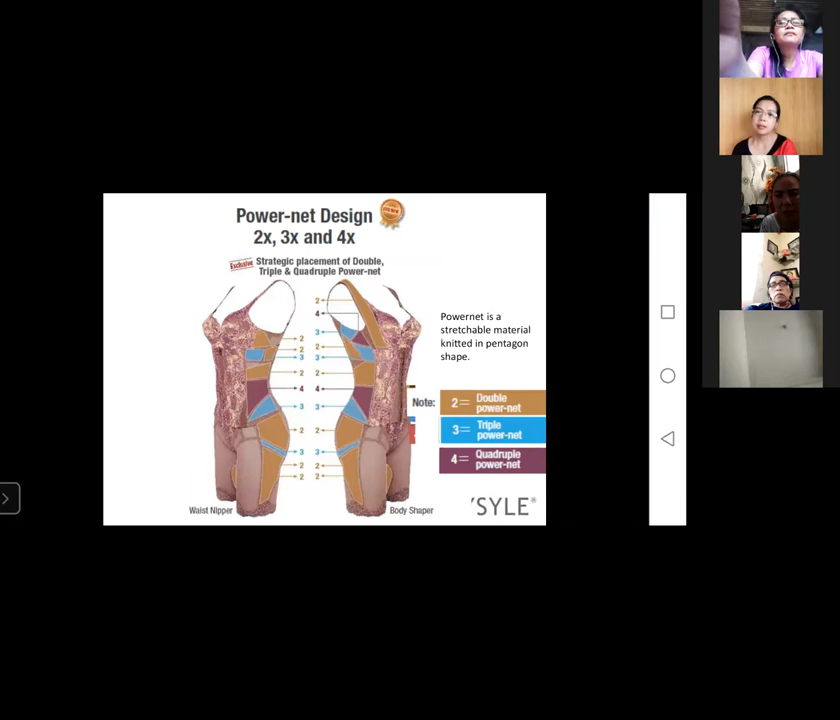 Power-net Design
2x, 3x and 4x
Exclusive
Strategic placement of Double,
Triple & Quadruple Power-net
2
4
3
2
2
2
3
3
3
2
2
4
4
3
3
2
2
3
3
2
2
2
2
Powernet is a
stretchable material
knitted in pentagon
shape.
Note:
2= Double
power-net
3= Triple
power-net
4= Quadruple
power-net
Waist Nipper
Body Shaper
'SYLE®